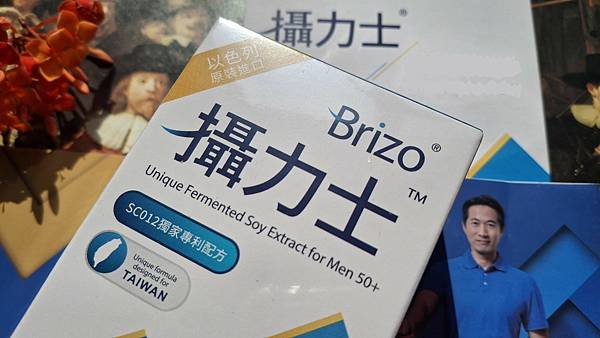 攝力士®
以色列
原裝進口
Brizo®
攝力士™
Unique Fermented Soy Extract for Men 50+
SC012獨家專利配方
Unique formula
designed for
TAIWAN